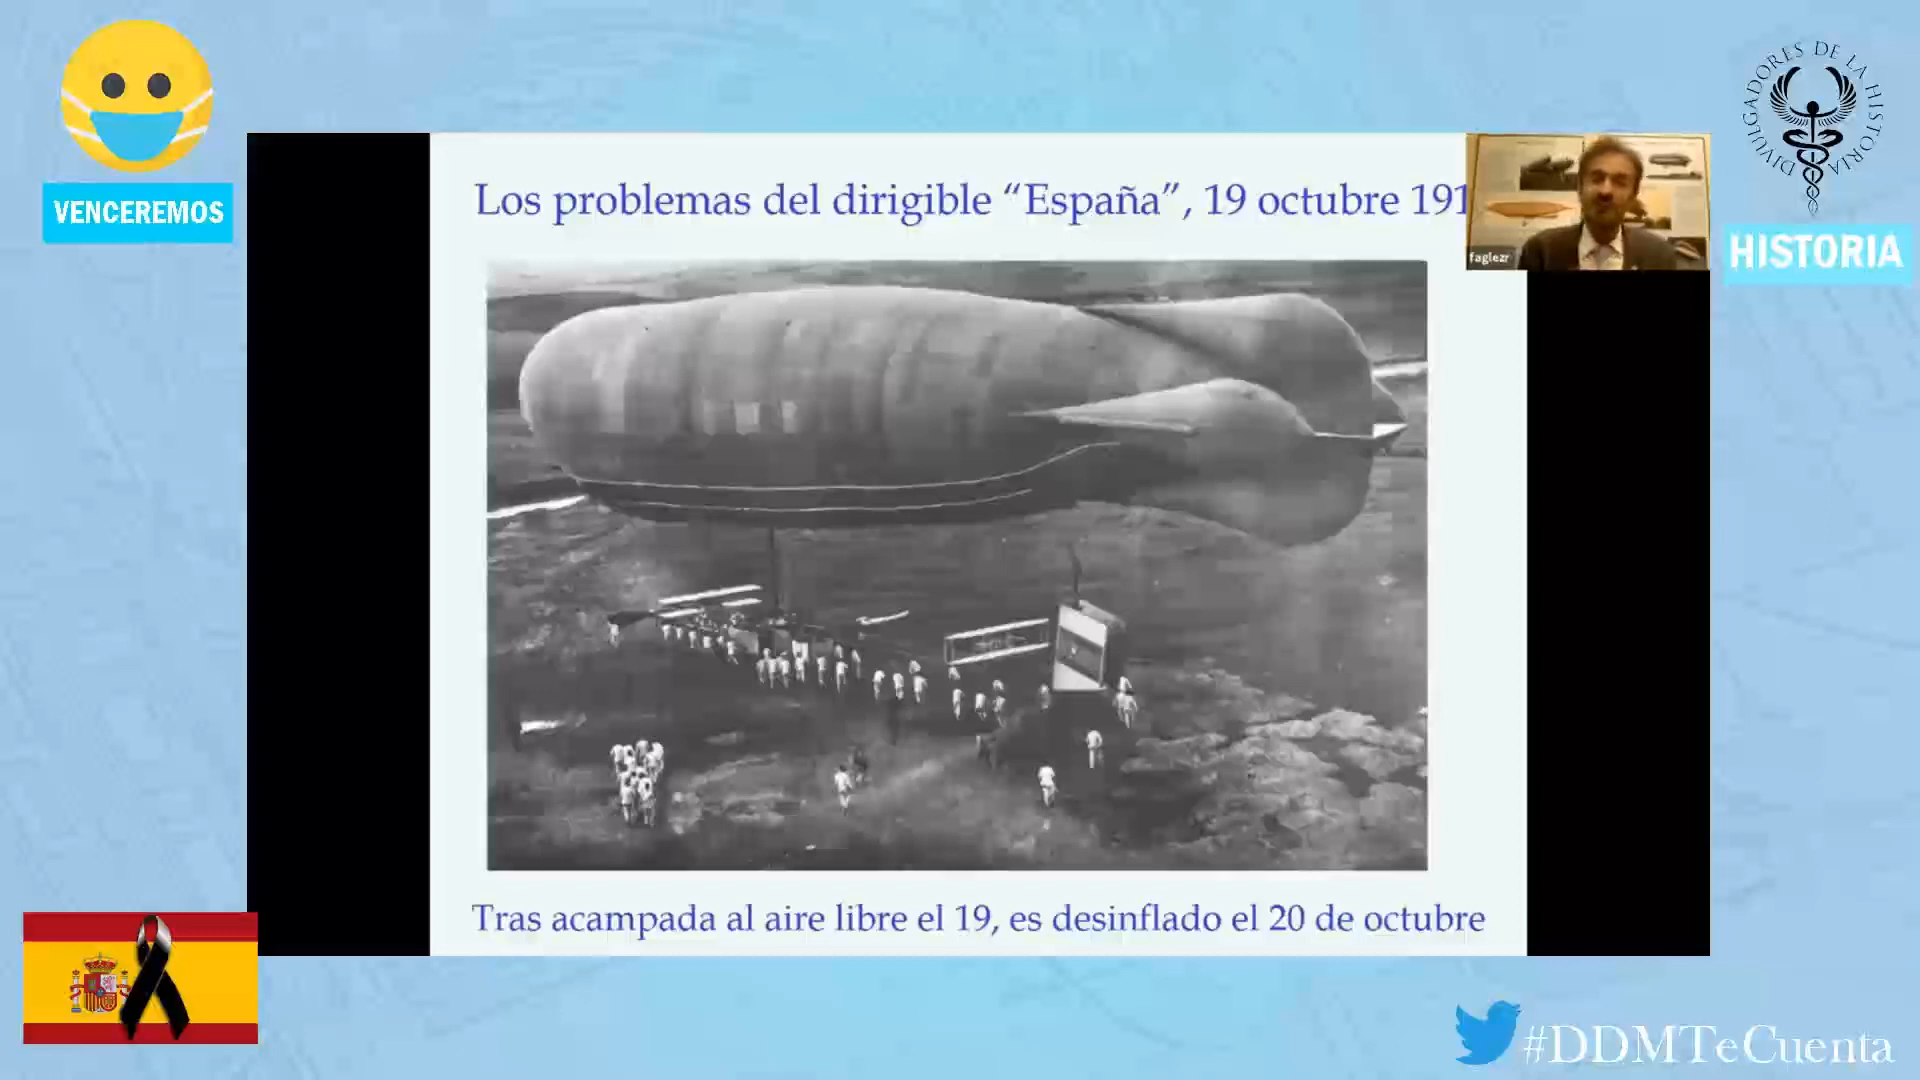 VENCEREMOS
DIVULGADORES DE LA HISTORIA
HISTORIA
Los problemas del dirigible “España”, 19 octubre 191
faglezr
Tras acampada al aire libre el 19, es desinflado el 20 de octubre
#DDMTeCuenta